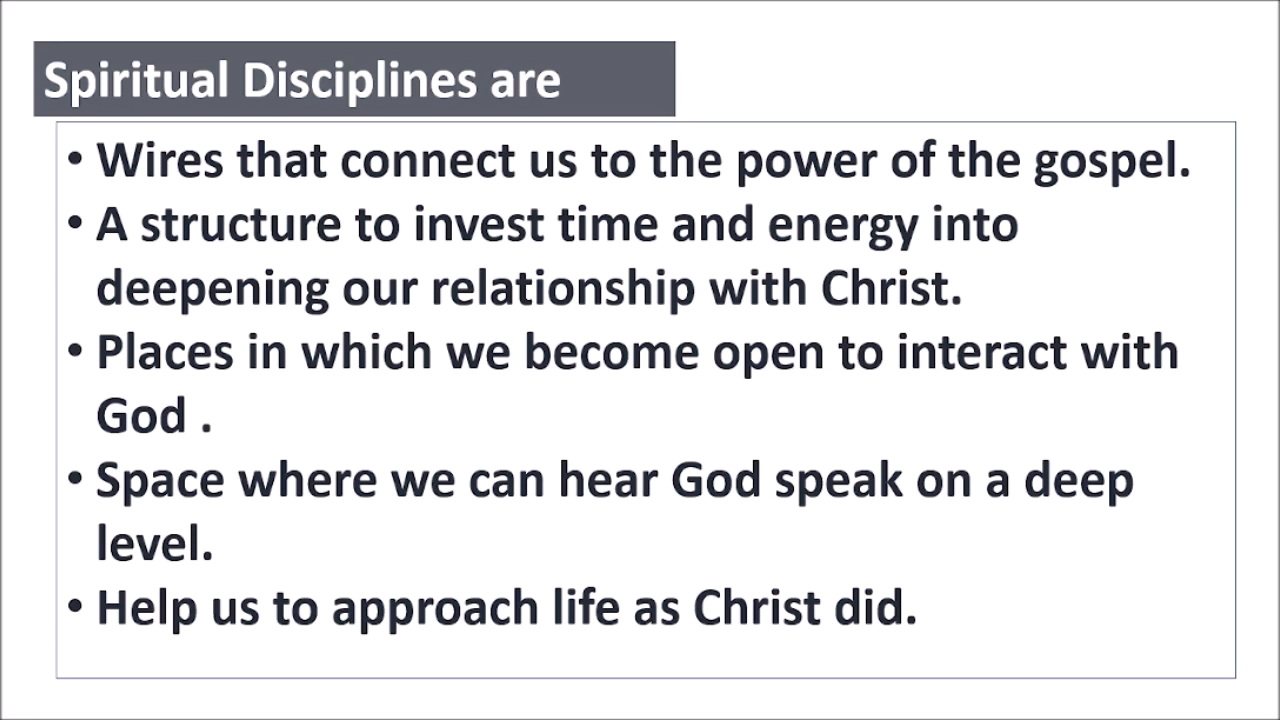 Spiritual Disciplines are
• Wires that connect us to the power of the gospel.
• A structure to invest time and energy into
deepening our relationship with Christ.
• Places in which we become open to interact with
God .
• Space where we can hear God speak on a deep
level.
• Help us to approach life as Christ did.